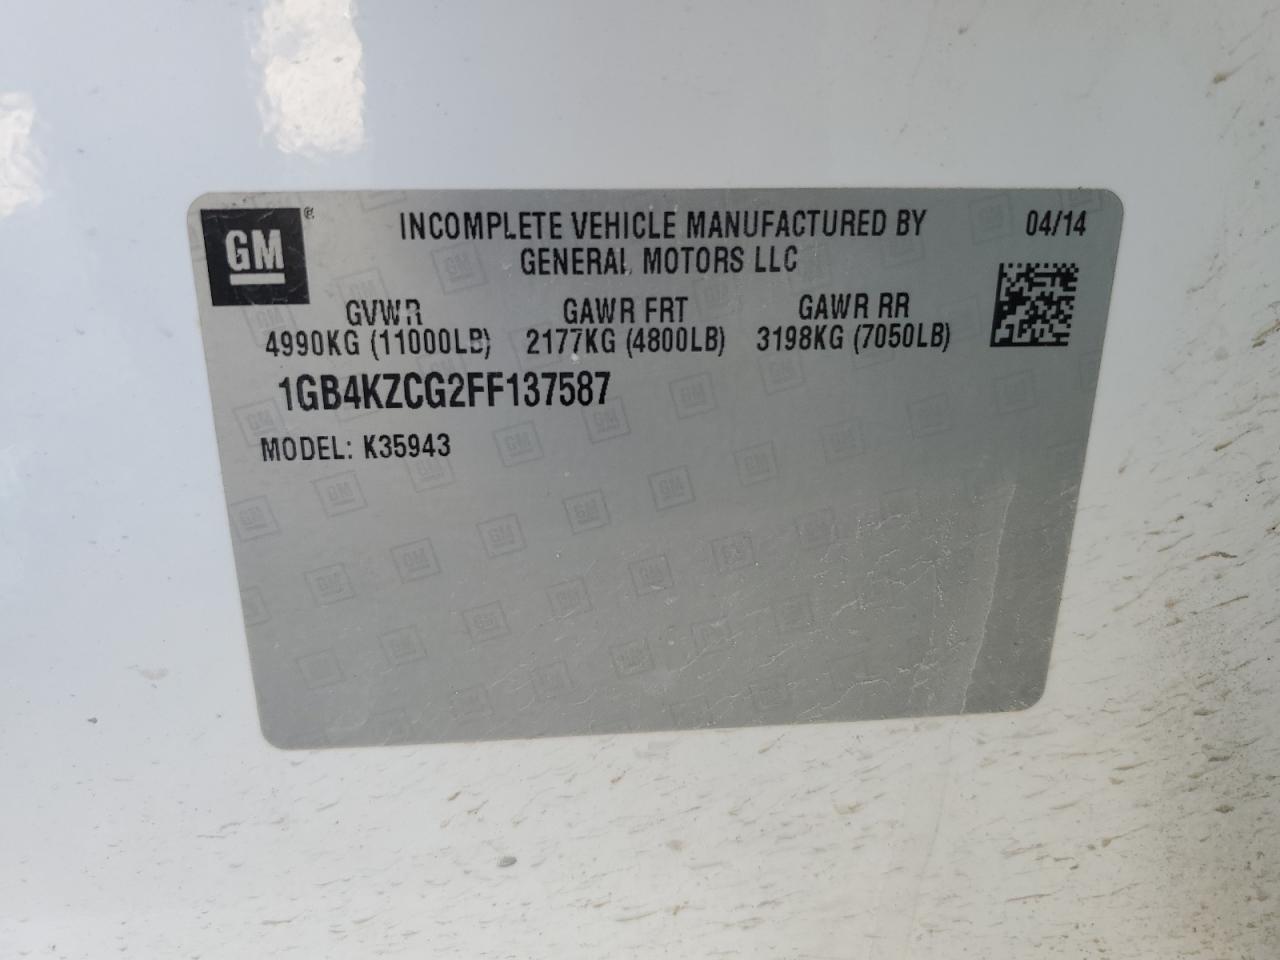 GM®
INCOMPLETE VEHICLE MANUFACTURED BY
GENERAL MOTORS LLC
04/14
GVWR GAWR FRT GAWR RR
4990KG (11000LB) 2177KG (4800LB) 3198KG (7050LB)
1GB4KZCG2FF137587
MODEL: K35943